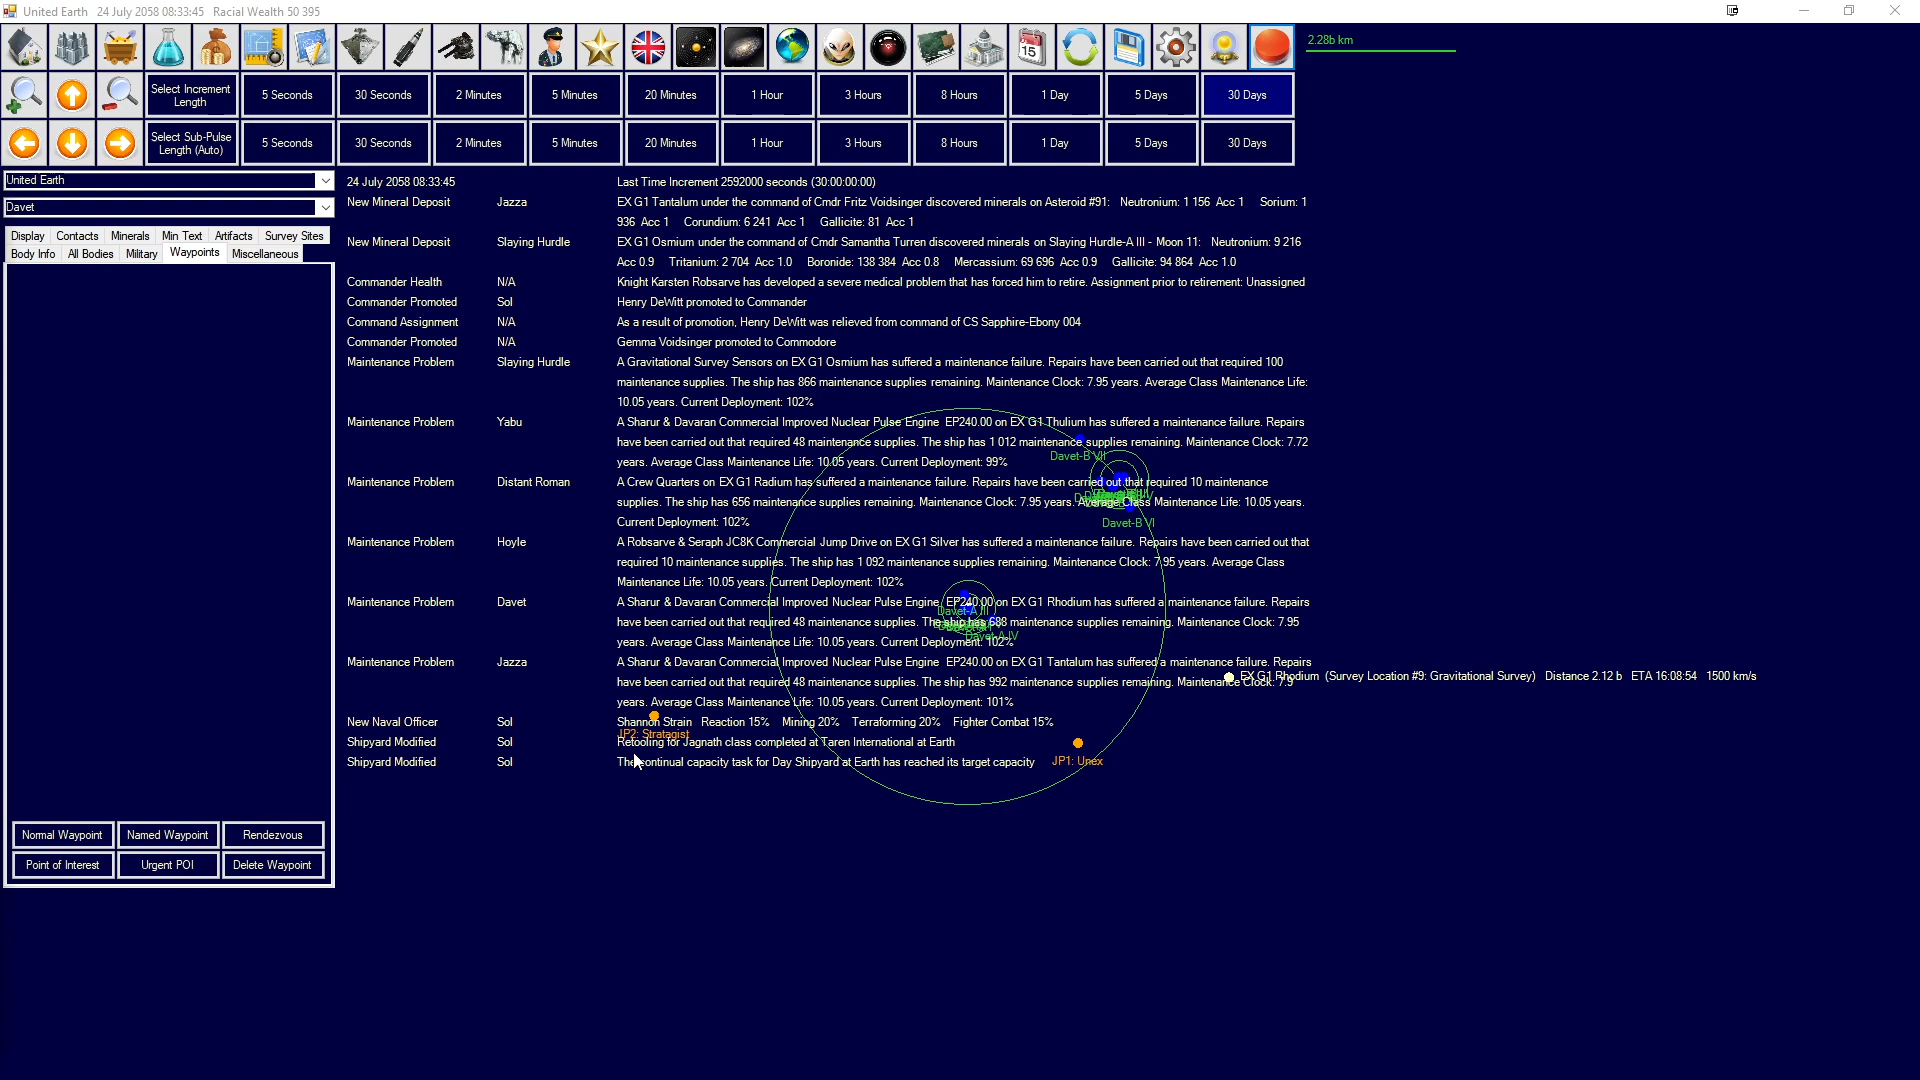 United Earth   24 July 2058 08:33:45   Racial Wealth 50 395
15
2.28b km
Select Increment Length
5 Seconds
30 Seconds
2 Minutes
5 Minutes
20 Minutes
1 Hour
3 Hours
8 Hours
1 Day
5 Days
30 Days
Select Sub-Pulse Length (Auto)
5 Seconds
30 Seconds
2 Minutes
5 Minutes
20 Minutes
1 Hour
3 Hours
8 Hours
1 Day
5 Days
30 Days
United Earth
Davet
Display   Contacts   Minerals   Min Text   Artifacts   Survey Sites
Body Info   All Bodies   Military   Waypoints   Miscellaneous
24 July 2058 08:33:45   Last Time Increment 2592000 seconds (30:00:00:00)
New Mineral Deposit   Jazza   EX G1 Tantalum under the command of Cmdr Fritz Voidsinger discovered minerals on Asteroid #91:   Neutronium: 1 156  Acc 1   Sorium: 1
936  Acc 1   Corundium: 6 241  Acc 1   Gallicite: 81  Acc 1
New Mineral Deposit   Slaying Hurdle   EX G1 Osmium under the command of Cmdr Samantha Turren discovered minerals on Slaying Hurdle-A III - Moon 11:   Neutronium: 9 216
Acc 0.9   Tritanium: 2 704  Acc 1.0   Boronide: 138 384  Acc 0.8   Mercassium: 69 696  Acc 0.9   Gallicite: 94 864  Acc 1.0
Commander Health   N/A   Knight Karsten Robsarve has developed a severe medical problem that has forced him to retire. Assignment prior to retirement: Unassigned
Commander Promoted   Sol   Henry DeWitt promoted to Commander
Command Assignment   N/A   As a result of promotion, Henry DeWitt was relieved from command of CS Sapphire-Ebony 004
Commander Promoted   N/A   Gemma Voidsinger promoted to Commodore
Maintenance Problem   Slaying Hurdle   A Gravitational Survey Sensors on EX G1 Osmium has suffered a maintenance failure. Repairs have been carried out that required 100
maintenance supplies. The ship has 866 maintenance supplies remaining. Maintenance Clock: 7.95 years. Average Class Maintenance Life:
10.05 years. Current Deployment: 102%
Maintenance Problem   Yabu   A Sharur & Davaran Commercial Improved Nuclear Pulse Engine  EP240.00 on EX G1 Thulium has suffered a maintenance failure. Repairs
have been carried out that required 48 maintenance supplies. The ship has 1 012 maintenance supplies remaining. Maintenance Clock: 7.72
years. Average Class Maintenance Life: 10.05 years. Current Deployment: 99%
Davet-B VII
Maintenance Problem   Distant Roman   A Crew Quarters on EX G1 Radium has suffered a maintenance failure. Repairs have been carried out that required 10 maintenance
supplies. The ship has 656 maintenance supplies remaining. Maintenance Clock: 7.95 years. Average Class Maintenance Life: 10.05 years.
Current Deployment: 102%
Davet-B VI
Maintenance Problem   Hoyle   A Robsarve & Seraph JC8K Commercial Jump Drive on EX G1 Silver has suffered a maintenance failure. Repairs have been carried out that
required 10 maintenance supplies. The ship has 1 092 maintenance supplies remaining. Maintenance Clock: 7.95 years. Average Class
Maintenance Life: 10.05 years. Current Deployment: 102%
Maintenance Problem   Davet   A Sharur & Davaran Commercial Improved Nuclear Pulse Engine  EP240.00 on EX G1 Rhodium has suffered a maintenance failure. Repairs
Davet-A III
have been carried out that required 48 maintenance supplies. The ship has 688 maintenance supplies remaining. Maintenance Clock: 7.95
Davet-A IV
years. Average Class Maintenance Life: 10.05 years. Current Deployment: 102%
Maintenance Problem   Jazza   A Sharur & Davaran Commercial Improved Nuclear Pulse Engine  EP240.00 on EX G1 Tantalum has suffered a maintenance failure. Repairs
EX G1 Rhodium  (Survey Location #9: Gravitational Survey)   Distance 2.12 b   ETA 16:08:54   1500 km/s
have been carried out that required 48 maintenance supplies. The ship has 992 maintenance supplies remaining. Maintenance Clock: 7.9
years. Average Class Maintenance Life: 10.05 years. Current Deployment: 101%
New Naval Officer   Sol   Shannon Strain   Reaction 15%   Mining 20%   Terraforming 20%   Fighter Combat 15%
JP2: Stratagist
Shipyard Modified   Sol   Retooling for Jagnath class completed at Taren International at Earth
Shipyard Modified   Sol   The continual capacity task for Day Shipyard at Earth has reached its target capacity
JP1: Unex
Normal Waypoint   Named Waypoint   Rendezvous
Point of Interest   Urgent POI   Delete Waypoint